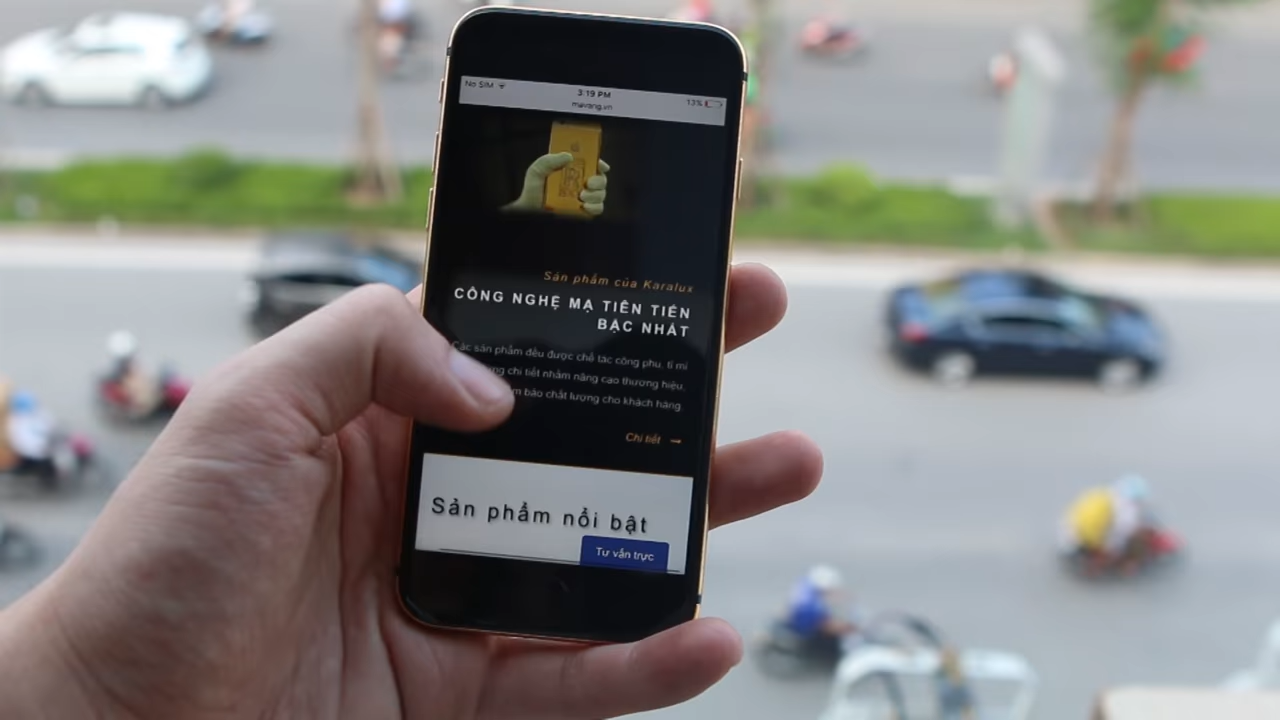 No SIM
3:19 PM
13%
mavang.vn
Sản phẩm của Karalux
CÔNG NGHỆ MẠ TIÊN TIẾN
BẬC NHẤT
Các sản phẩm đều được chế tác công phu, tỉ mỉ
chi tiết nhằm nâng cao thương hiệu,
bảo chất lượng cho khách hàng.
Chi tiết →
Sản phẩm nổi bật
Tư vấn trực